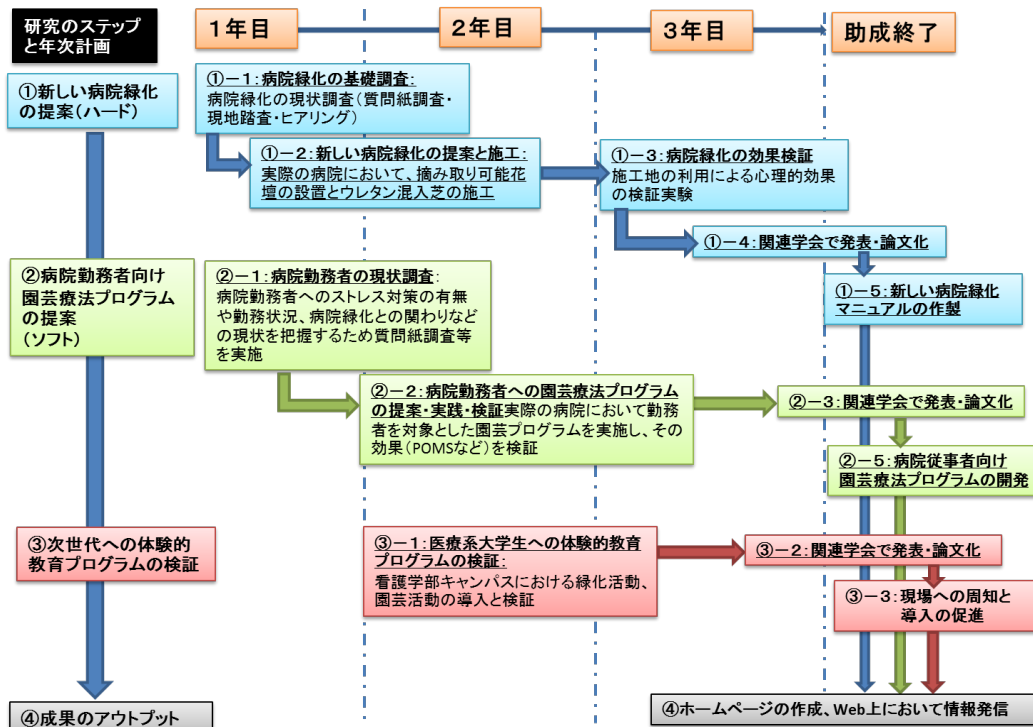 研究のステップ
と年次計画
1年目
2年目
3年目
助成終了
①新しい病院緑化
の提案(ハード)
①-1:病院緑化の基礎調査:
病院緑化の現状調査(質問紙調査・
現地踏査・ヒアリング)
①-2:新しい病院緑化の提案と施工:
実際の病院において、摘み取り可能花
壇の設置とウレタン混入芝の施工
①-3:病院緑化の効果検証
施工地の利用による心理的効果
の検証実験
①-4:関連学会で発表・論文化
①-5:新しい病院緑化
マニュアルの作製
②病院勤務者向け
園芸療法プログラム
の提案
(ソフト)
②-1:病院勤務者の現状調査:
病院勤務者へのストレス対策の有無
や勤務状況、病院緑化との関わりなど
の現状を把握するため質問紙調査等
を実施
②-2:病院勤務者への園芸療法プログラム
の提案・実践・検証実際の病院において勤務
者を対象とした園芸プログラムを実施し、その
効果(POMSなど)を検証
②-3:関連学会で発表・論文化
②-5:病院従事者向け
園芸療法プログラムの開発
③次世代への体験的
教育プログラムの検証
③-1:医療系大学生への体験的教育
プログラムの検証:
看護学部キャンパスにおける緑化活動、
園芸活動の導入と検証
③-2:関連学会で発表・論文化
③-3:現場への周知と
導入の促進
④成果のアウトプット
④ホームページの作成、Web上において情報発信